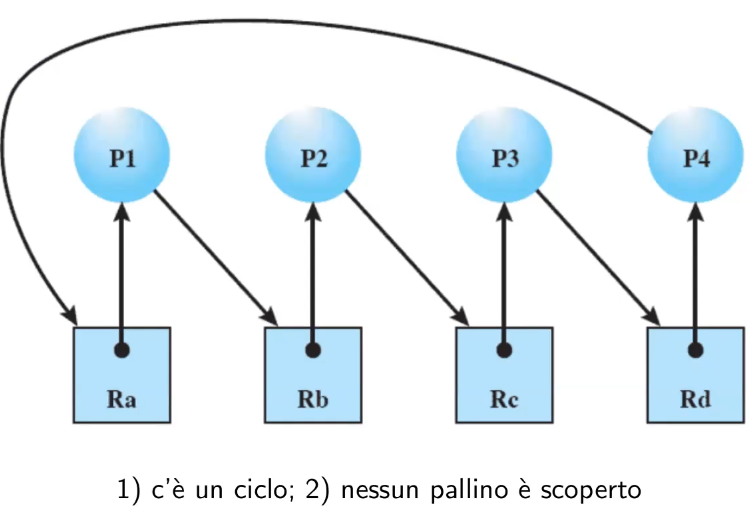 P1 P2 P3 P4
Ra Rb Rc Rd
1) c'è un ciclo; 2) nessun pallino è scoperto